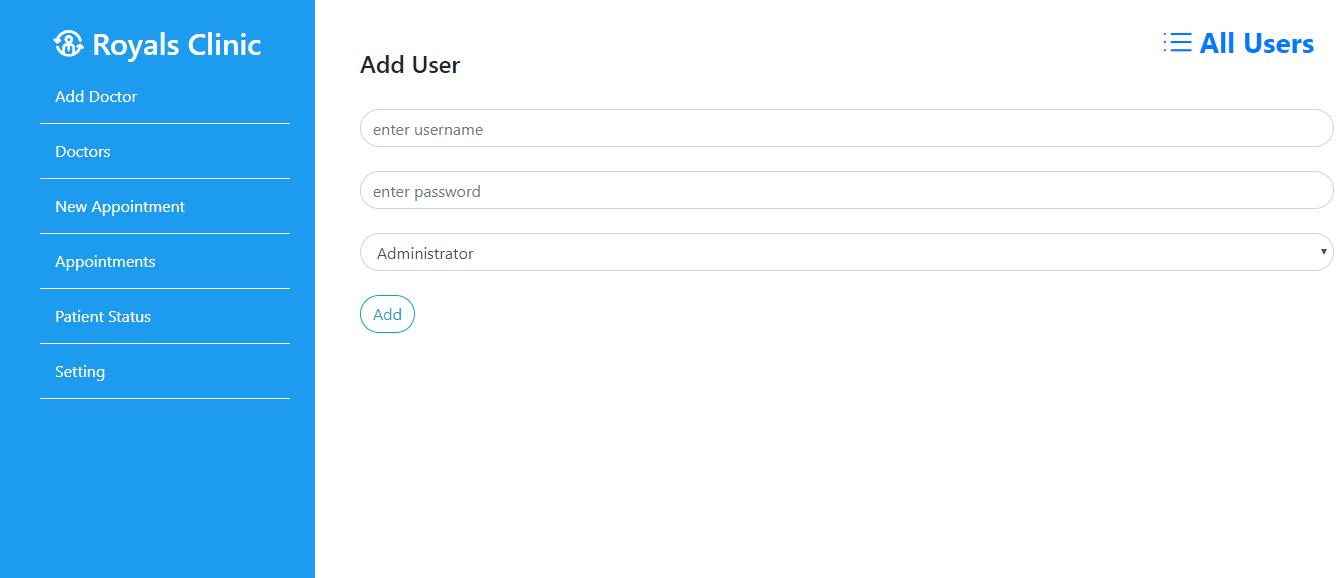 Royals Clinic
Add Doctor
Doctors
New Appointment
Appointments
Patient Status
Setting
All Users
Add User
enter username
enter password
Administrator
Add